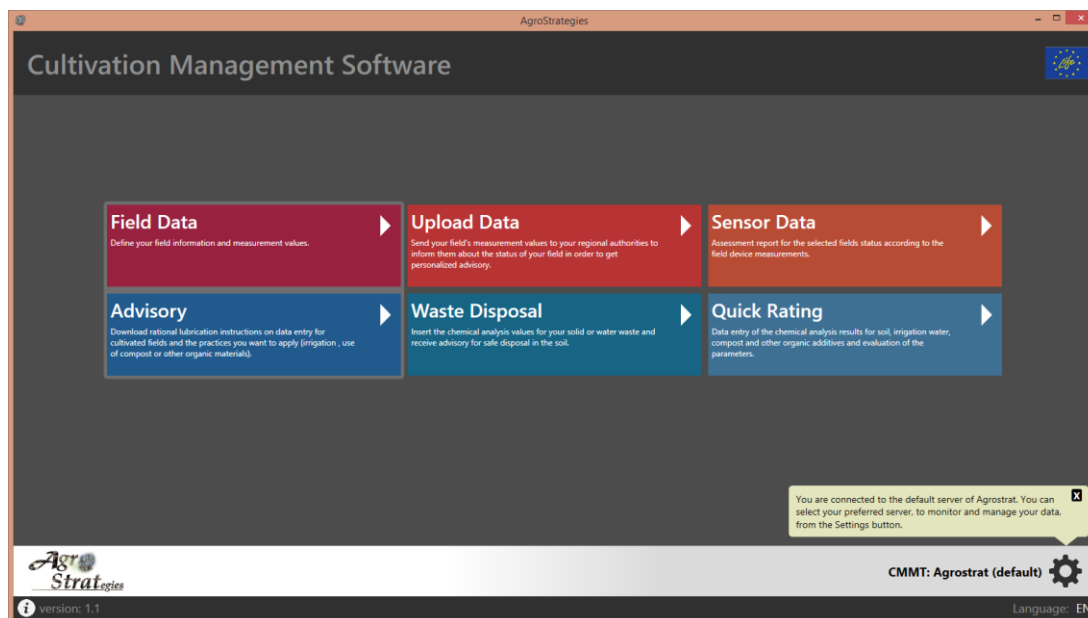 AgroStrategies
Cultivation Management Software
Life
Field Data
Define your field information and measurement values.
Upload Data
Send your field's measurement values to your regional authorities to
inform them about the status of your field in order to get
personalized advisory.
Sensor Data
Assessment report for the selected fields status according to the
field device measurements.
Advisory
Download rational lubrication instructions on data entry for
cultivated fields and the practices you want to apply (irrigation , use
of compost or other organic materials).
Waste Disposal
Insert the chemical analysis values for your solid or water waste and
receive advisory for safe disposal in the soil.
Quick Rating
Data entry of the chemical analysis results for soil, irrigation water,
compost and other organic additives and evaluation of the
parameters.
You are connected to the default server of Agrostrat. You can
select your preferred server, to monitor and manage your data,
from the Settings button.
X
Agro
Strategies
CMMT: Agrostrat (default)
i version: 1.1
Language: EN